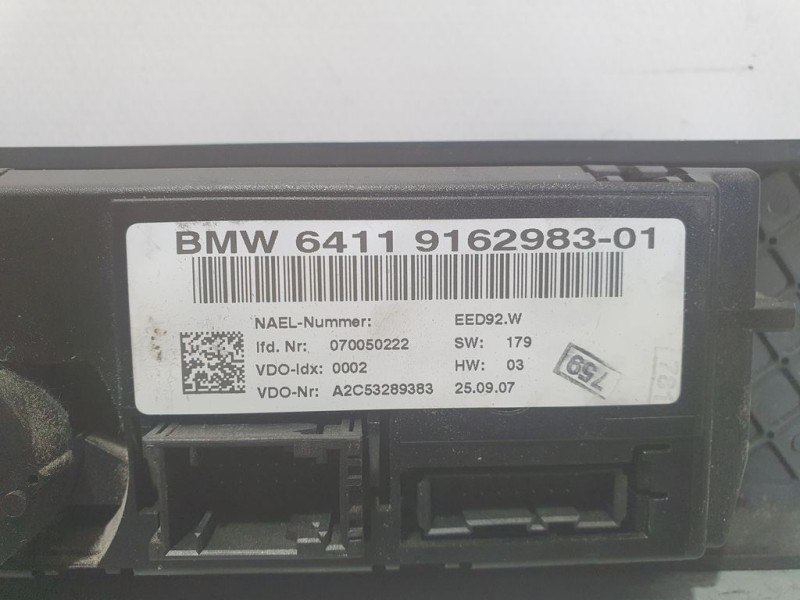 BMW 6411 9162983-01
NAEL-Nummer: EED92.W
lfd. Nr: 070050222 SW: 179
VDO-Idx: 0002 HW: 03
VDO-Nr: A2C53289383 25.09.07
759